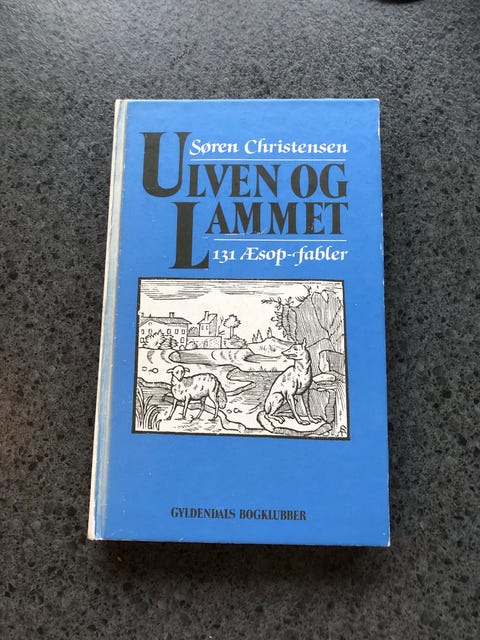 Søren Christensen
ULVEN OG
LAMMET
131 Æsop-fabler
GYLDENDALS BOGKLUBBER